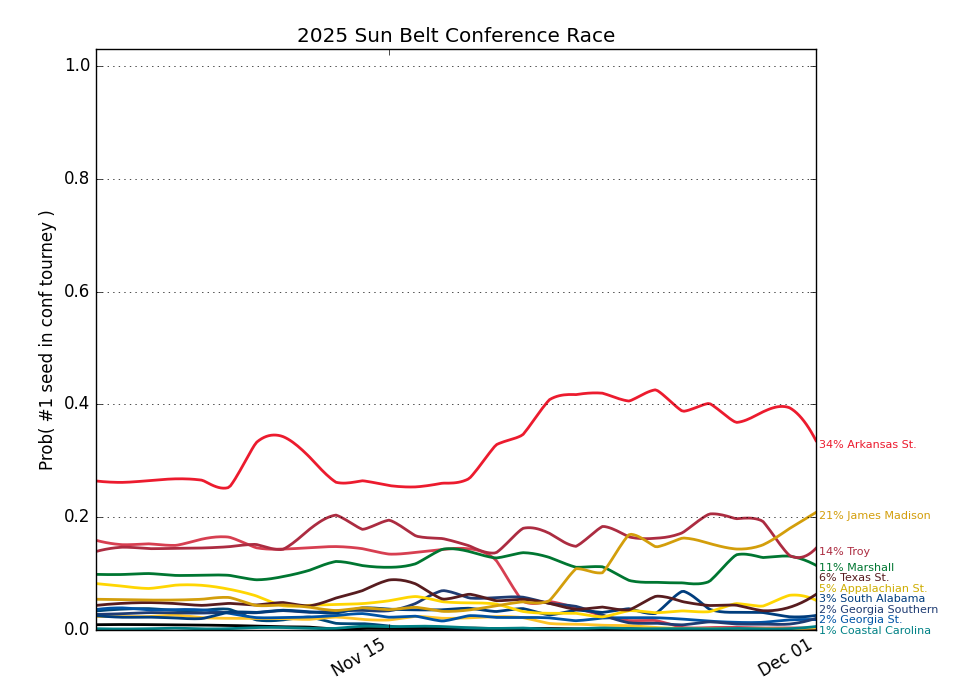 2025 Sun Belt Conference Race
Prob( #1 seed in conf tourney )
1.0
0.8
0.6
0.4
0.2
0.0
Nov 15
Dec 01
34% Arkansas St.
21% James Madison
14% Troy
11% Marshall
6% Texas St.
5% Appalachian St.
3% South Alabama
2% Georgia Southern
2% Georgia St.
1% Coastal Carolina